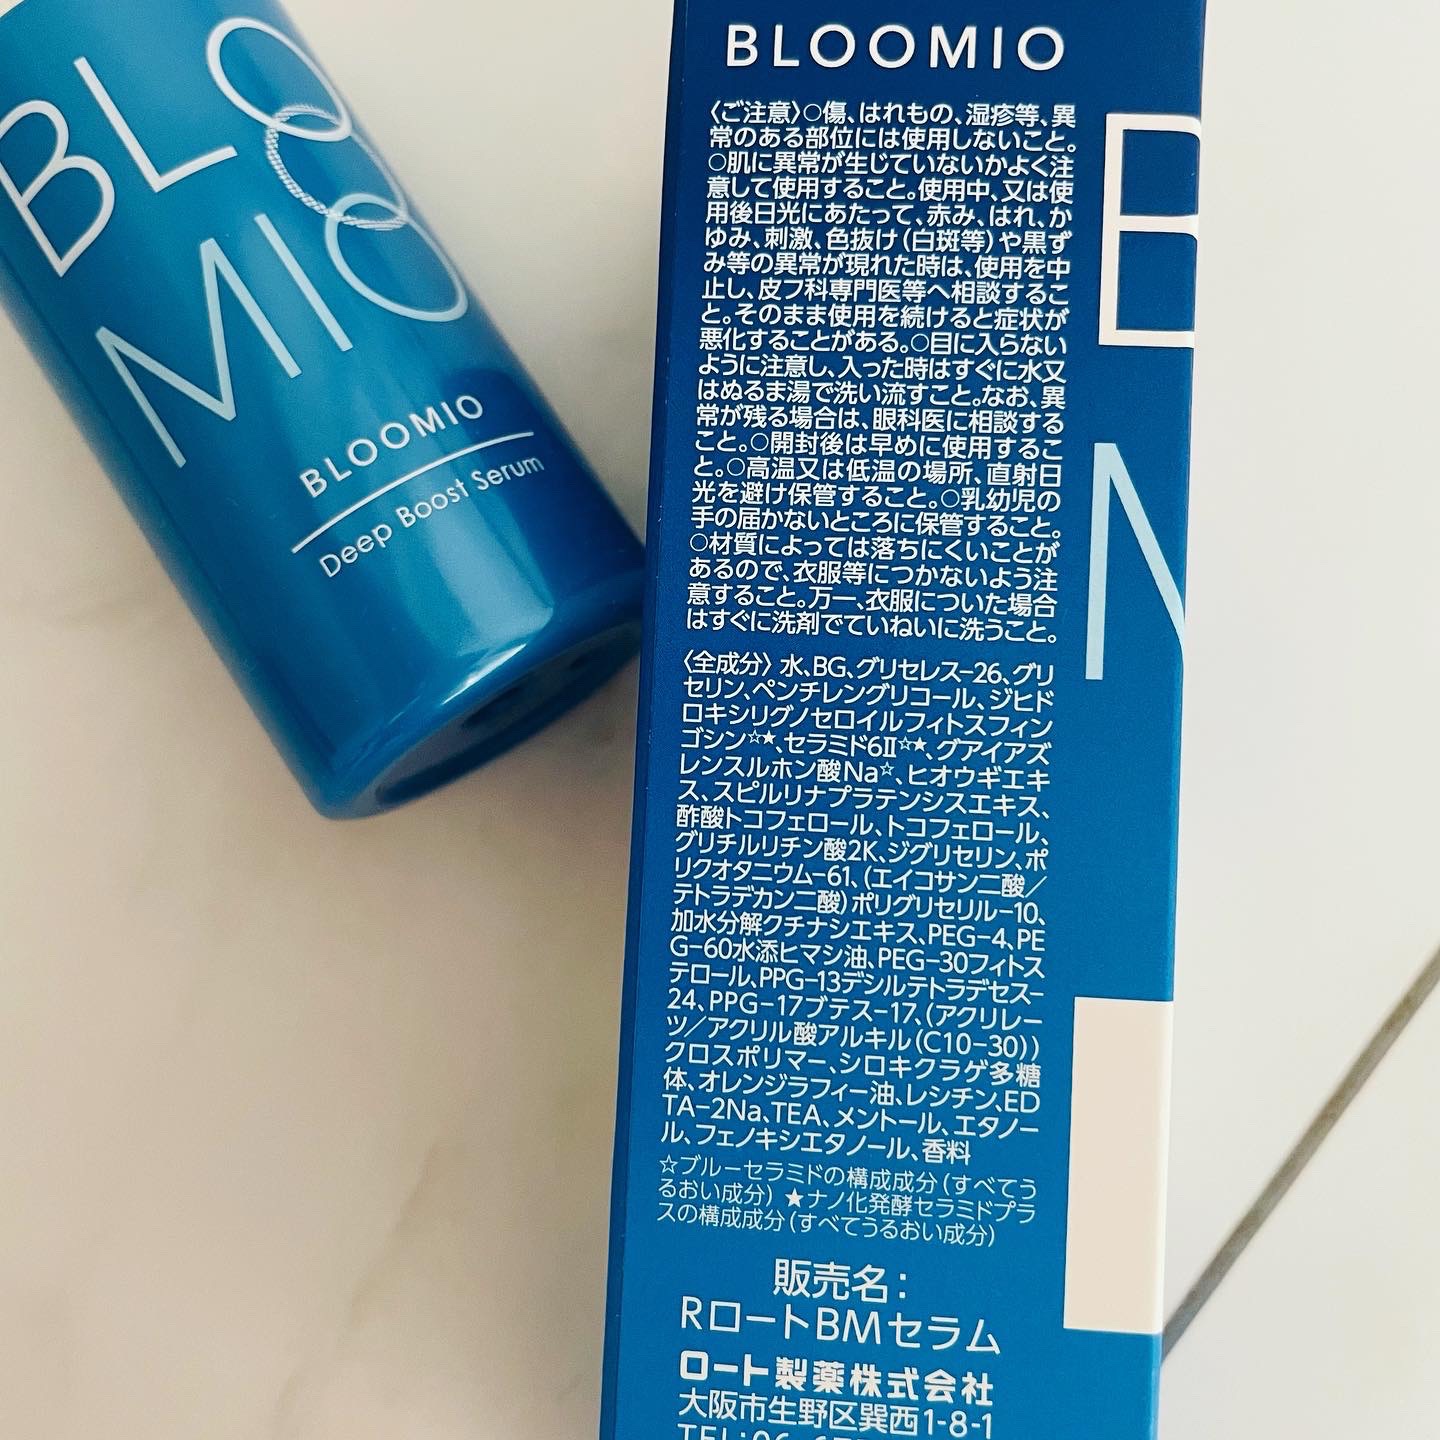 BLO
MIO
BLOOMIO
Deep Boost Serum
BLOOMIO
〈ご注意〉○傷、はれもの、湿疹等、異
常のある部位には使用しないこと。
○肌に異常が生じていないかよく注
意して使用すること。使用中、又は使
用後日光にあたって、赤み、はれ、か
ゆみ、刺激、色抜け(白斑等)や黒ず
み等の異常が現れた時は、使用を中
止し、皮フ科専門医等へ相談するこ
と。そのまま使用を続けると症状が
悪化することがある。○目に入らない
ように注意し、入った時はすぐに水又
はぬるま湯で洗い流すこと。なお、異
常が残る場合は、眼科医に相談する
こと。○開封後は早めに使用するこ
と。○高温又は低温の場所、直射日
光を避け保管すること。○乳幼児の
手の届かないところに保管すること。
○材質によっては落ちにくいことが
あるので、衣服等につかないよう注
意すること。万一、衣服についた場合
はすぐに洗剤でていねいに洗うこと。
〈全成分〉水、BG、グリセレス-26、グリ
セリン、ペンチレングリコール、ジヒド
ロキシリグノセロイルフィトスフィン
ゴシン☆★、セラミド6Ⅱ☆★、グアイアズ
レンスルホン酸Na☆、ヒオウギエキ
ス、スピルリナプラテンシスエキス、
酢酸トコフェロール、トコフェロール、
グリチルリチン酸2K、ジグリセリン、ポ
リクオタニウム-61、(エイコサン二酸/
テトラデカン二酸)ポリグリセリル-10、
加水分解クチナシエキス、PEG-4、PE
G-60水添ヒマシ油、PEG-30フィトス
テロール、PPG-13デシルテトラデセス-
24、PPG-17ブテス-17、(アクリレー
ツ/アクリル酸アルキル(C10-30))
クロスポリマー、シロキクラゲ多糖
体、オレンジラフィー油、レシチン、ED
TA-2Na、TEA、メントール、エタノー
ル、フェノキシエタノール、香料
☆ブルーセラミドの構成成分(すべてう
るおい成分) ★ナノ化発酵セラミドプラ
スの構成成分(すべてうるおい成分)
販売名:
RロートBMセラム
ロート製薬株式会社
大阪市生野区巽西1-8-1